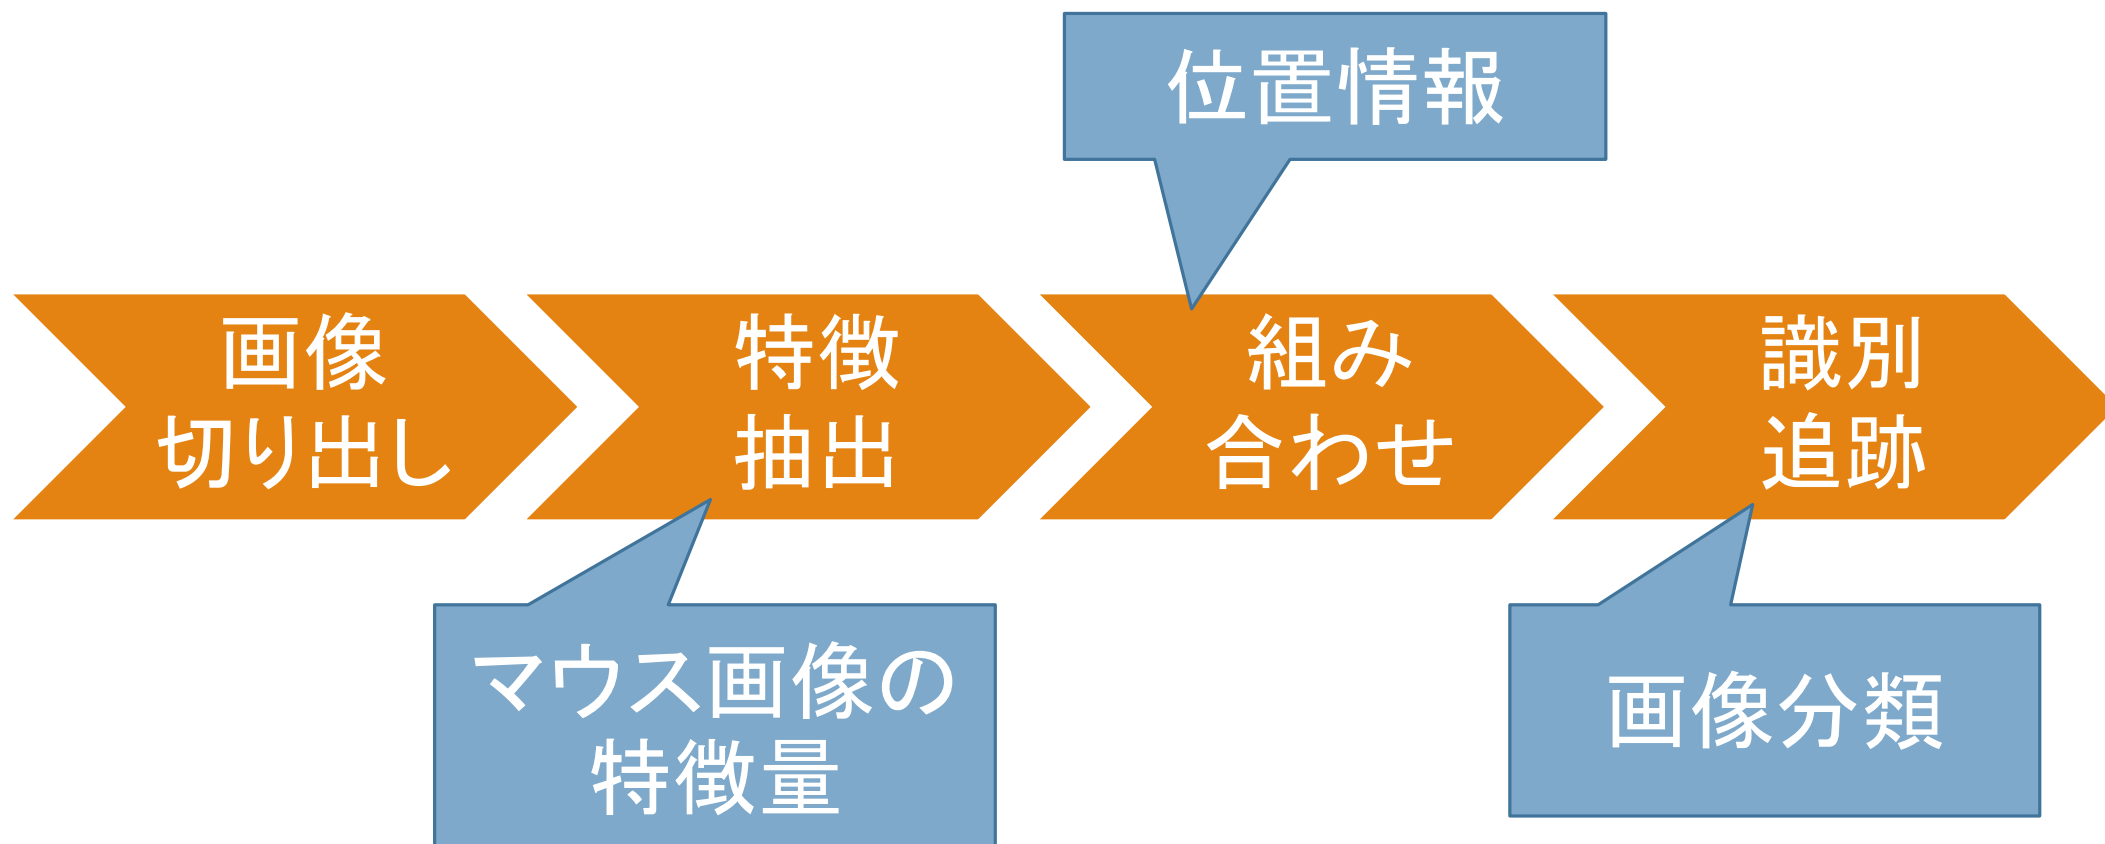 位置情報
画像
切り出し
特徴
抽出
組み
合わせ
識別
追跡
マウス画像の
特徴量
画像分類